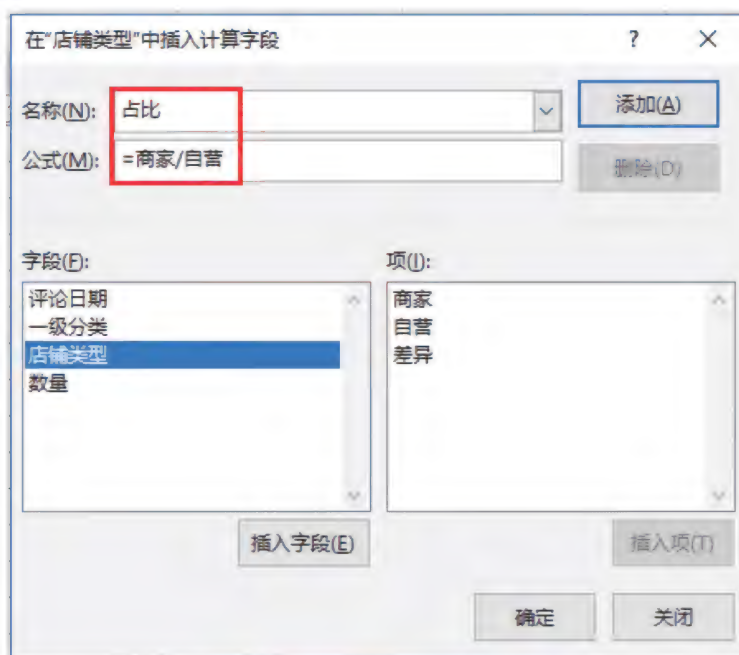 在“店铺类型”中插入计算字段
? ×
名称(N): 占比
添加(A)
公式(M): =商家/自营
删除(D)
字段(F):
评论日期
一级分类
店铺类型
数量
项(I):
商家
自营
差异
插入字段(E)
插入项(T)
确定
关闭